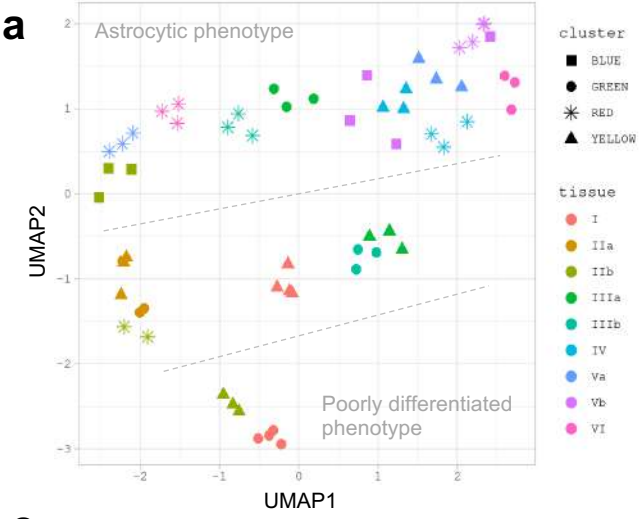 a
Astrocytic phenotype
Poorly differentiated
phenotype
UMAP2
2
1
0
−1
−2
−3
−2
−1
0
1
2
UMAP1
cluster
BLUE
GREEN
RED
YELLOW
tissue
I
IIa
IIb
IIIa
IIIb
IV
Va
Vb
VI